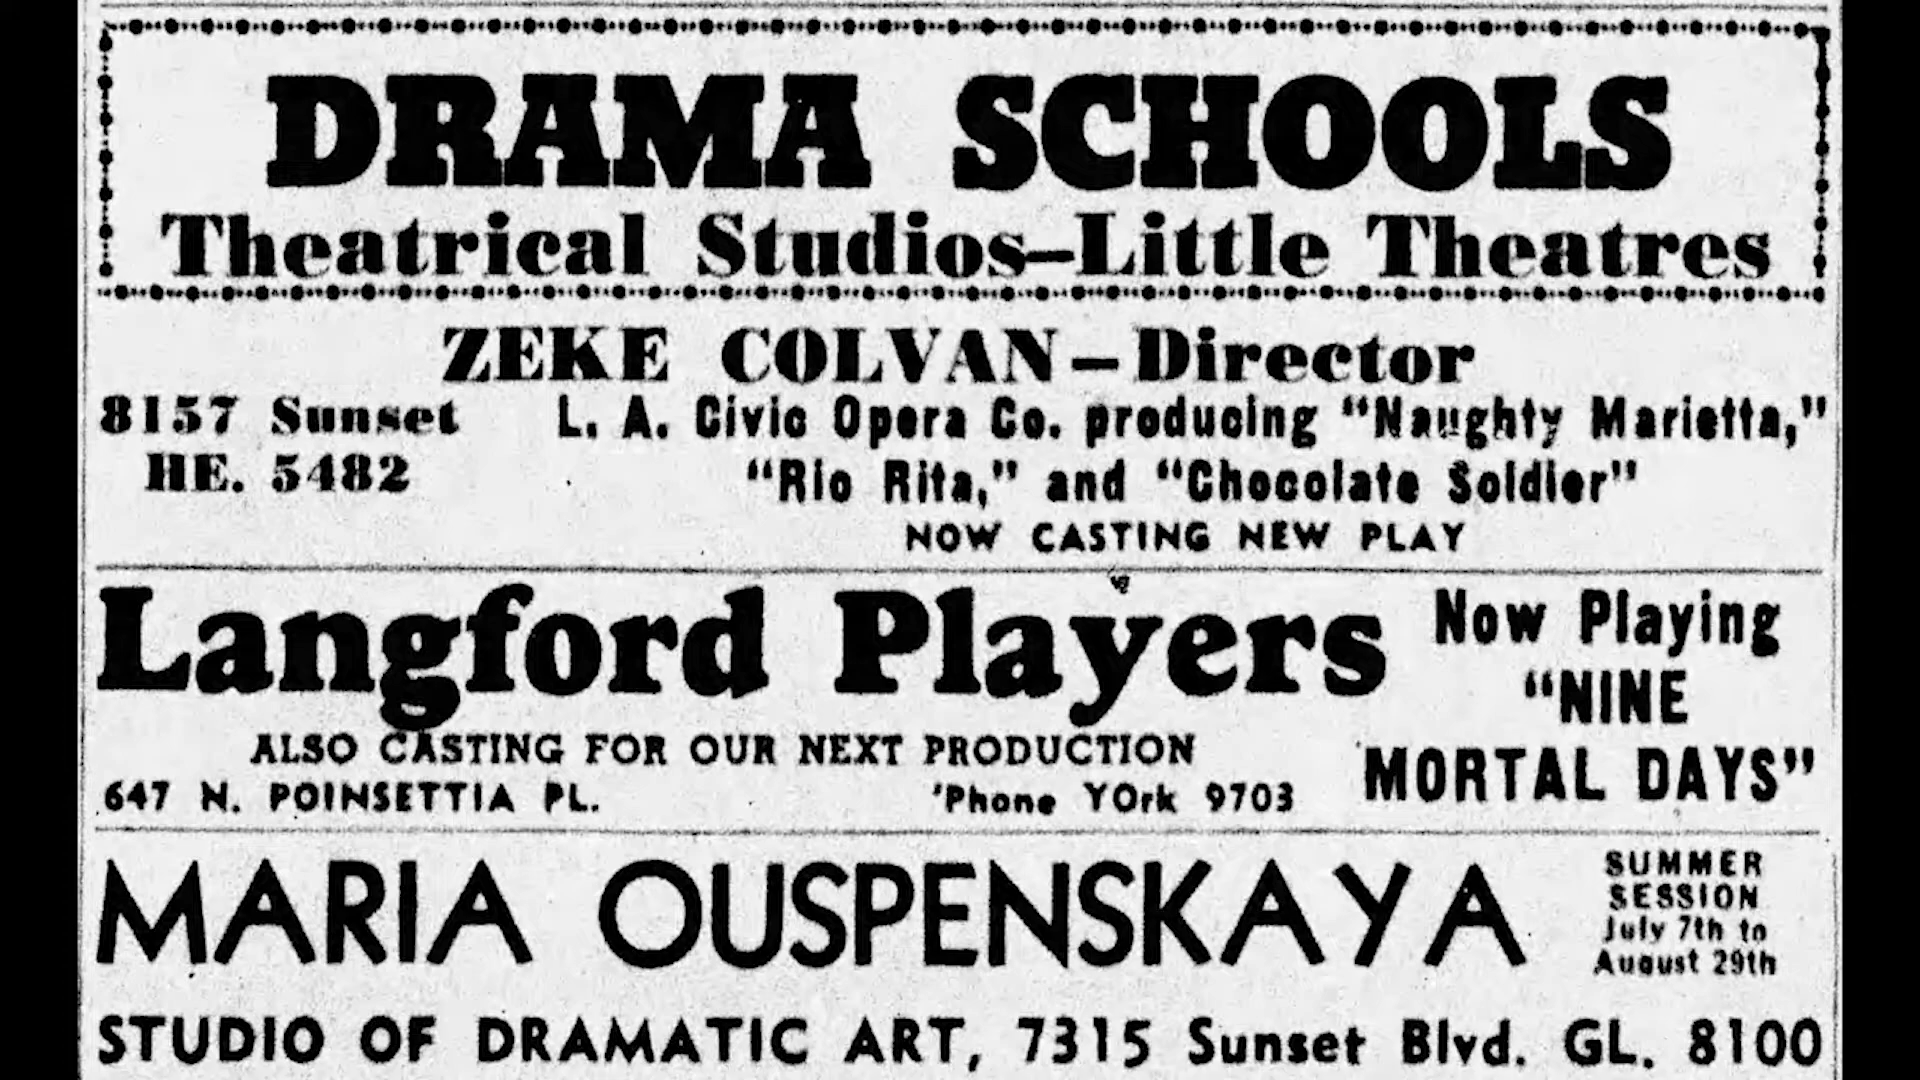 DRAMA SCHOOLS
Theatrical Studios–Little Theatres
ZEKE COLVAN – Director
8157 Sunset
HE. 5482
L. A. Civic Opera Co. producing "Naughty Marietta,"
"Rio Rita," and "Chocolate Soldier"
NOW CASTING NEW PLAY
Langford Players
ALSO CASTING FOR OUR NEXT PRODUCTION
647 N. POINSETTIA PL. 'Phone YOrk 9703
Now Playing
"NINE
MORTAL DAYS"
MARIA OUSPENSKAYA
SUMMER
SESSION
July 7th to
August 29th
STUDIO OF DRAMATIC ART, 7315 Sunset Blvd. GL. 8100